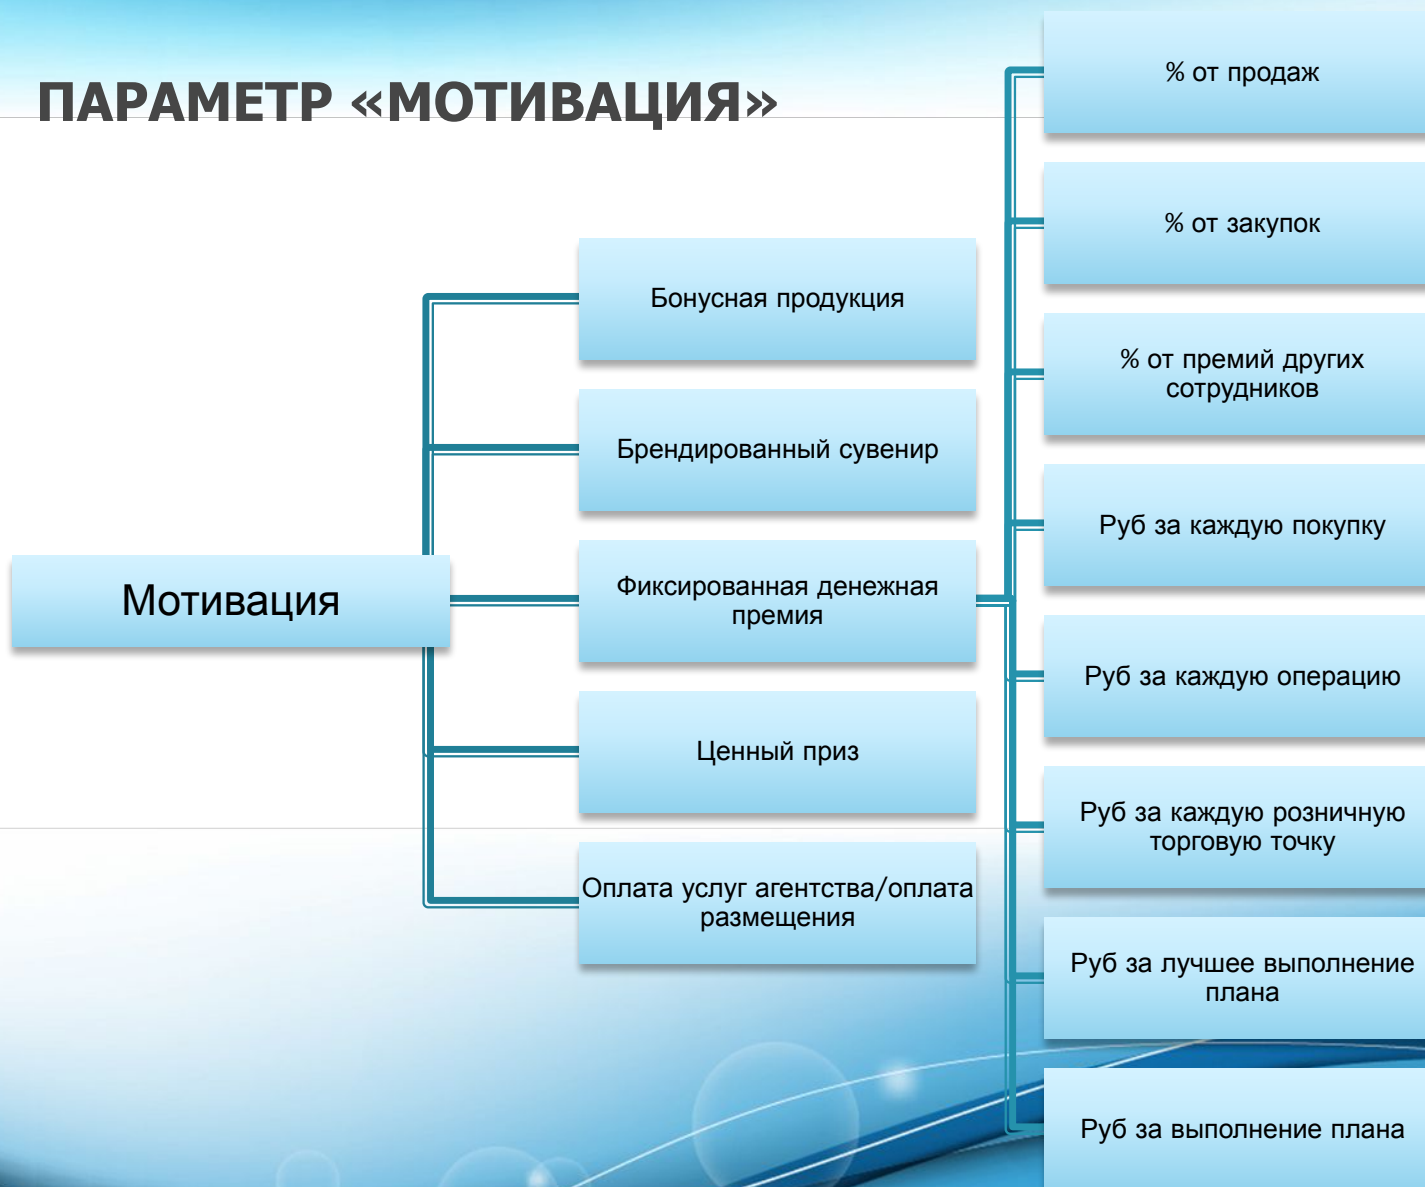 ПАРАМЕТР «МОТИВАЦИЯ»
Мотивация
Бонусная продукция
Брендированный сувенир
Фиксированная денежная
премия
Ценный приз
Оплата услуг агентства/оплата
размещения
% от продаж
% от закупок
% от премий других
сотрудников
Руб за каждую покупку
Руб за каждую операцию
Руб за каждую розничную
торговую точку
Руб за лучшее выполнение
плана
Руб за выполнение плана